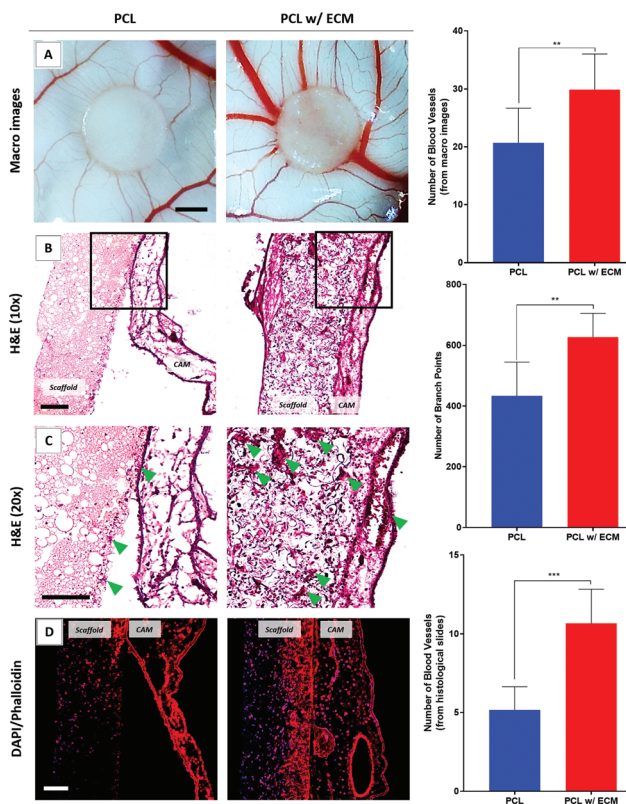 PCL
PCL w/ ECM
A
Macro images
B
H&E (10x)
Scaffold
CAM
Scaffold
CAM
C
H&E (20x)
D
DAPI/Phalloidin
Scaffold
CAM
Scaffold
CAM
Number of Blood Vessels
(from macro images)
40
30
20
10
0
**
PCL
PCL w/ ECM
Number of Branch Points
800
600
400
200
0
**
PCL
PCL w/ ECM
Number of Blood Vessels
(from histological slides)
15
10
5
0
***
PCL
PCL w/ ECM